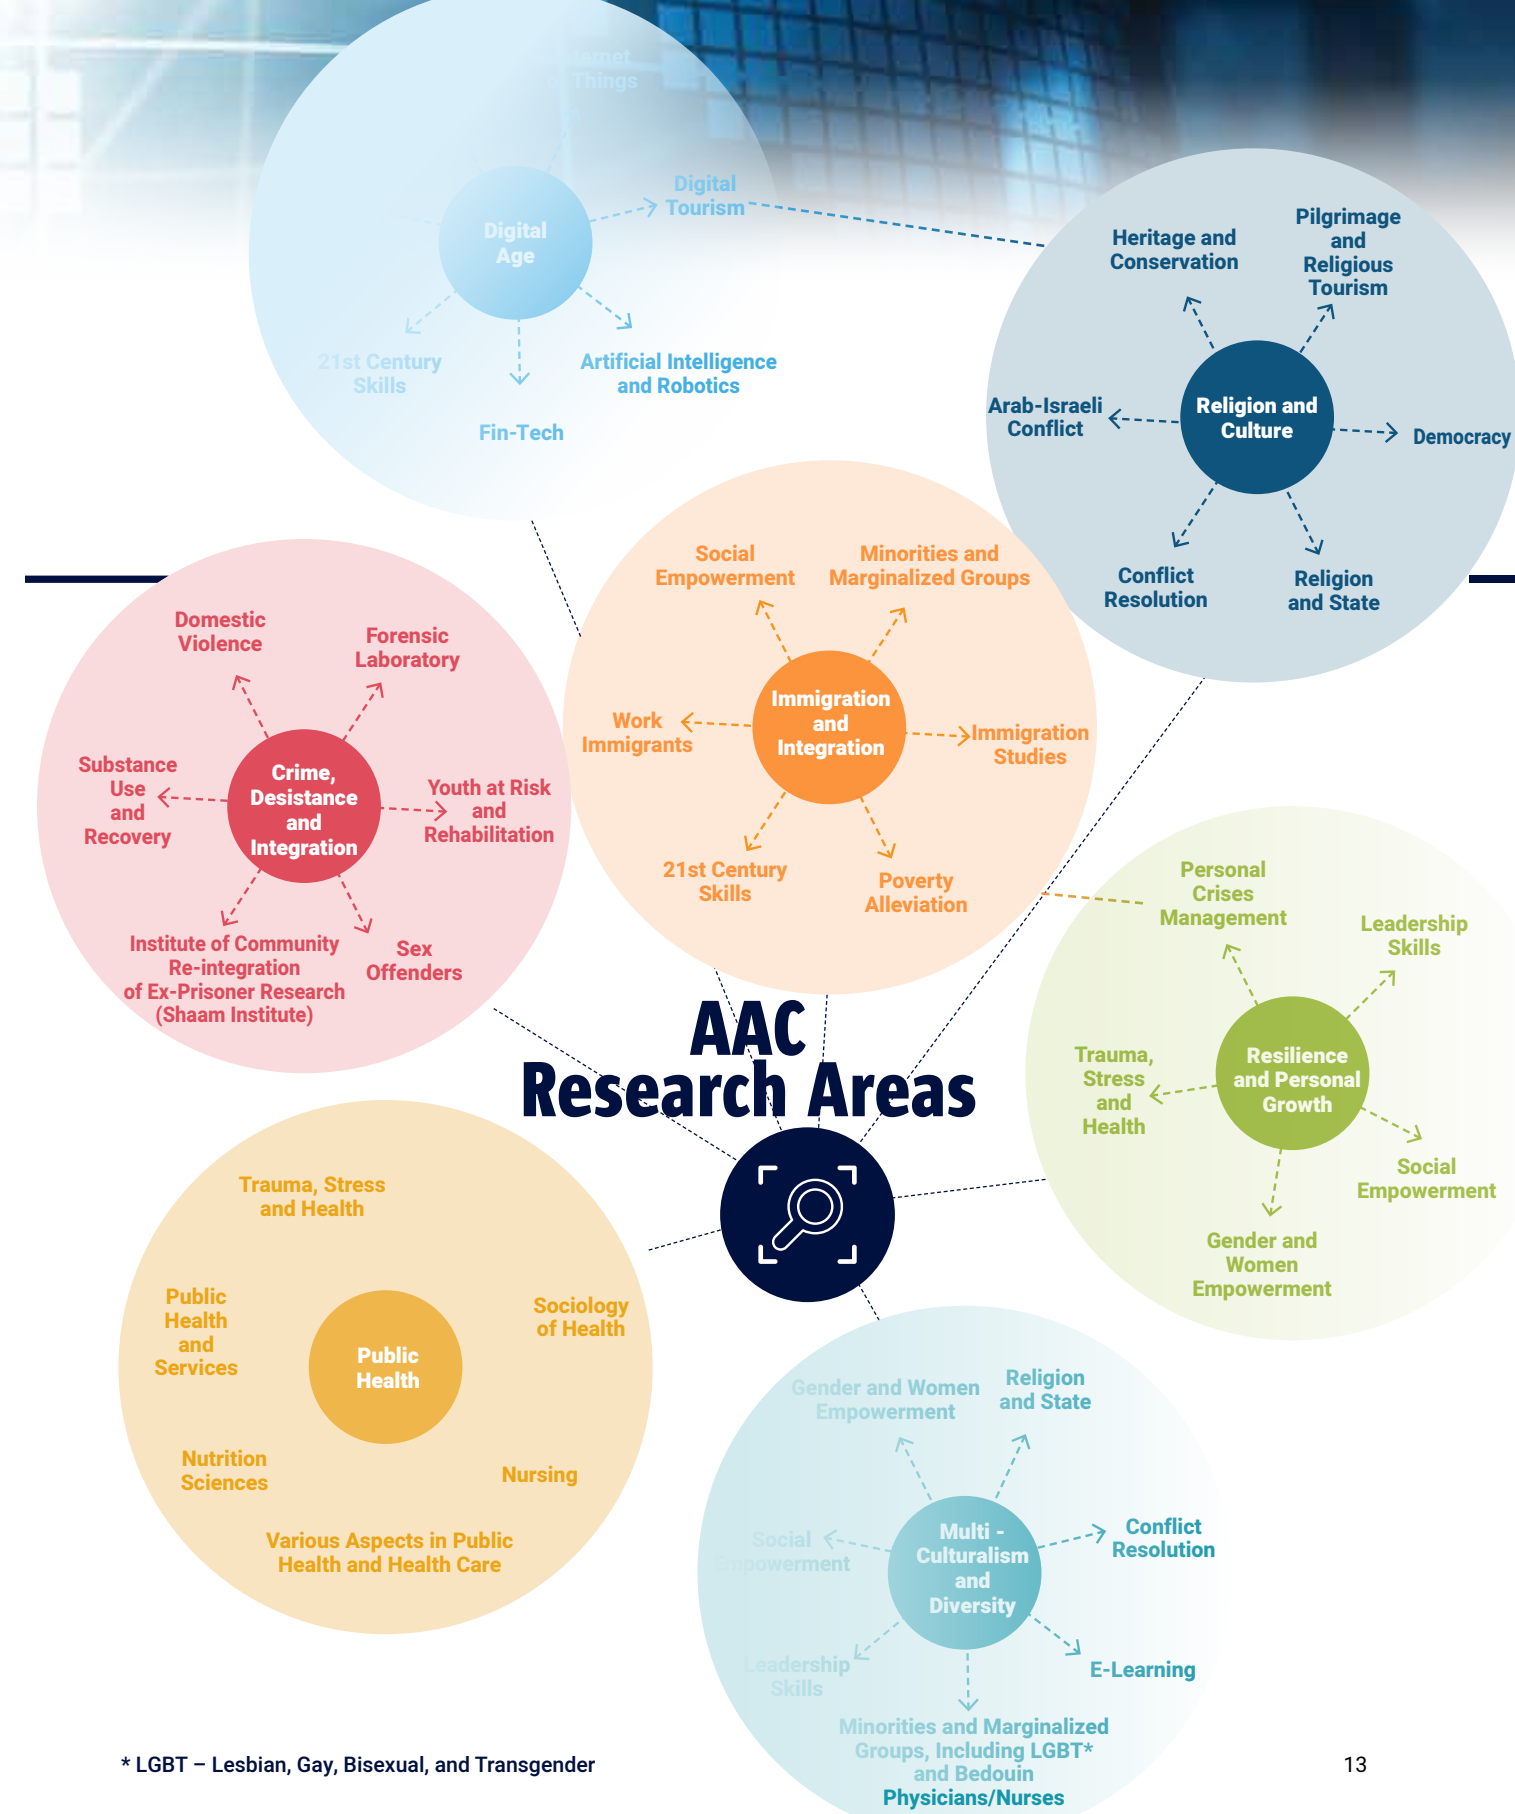 Things
Digital
Tourism
Digital
Age
21st Century
Skills
Artificial Intelligence
and Robotics
Fin-Tech
Heritage and
Conservation
Pilgrimage
and
Religious
Tourism
Arab-Israeli
Conflict
Religion and
Culture
Democracy
Conflict
Resolution
Religion
and State
Social
Empowerment
Minorities and
Marginalized Groups
Work
Immigrants
Immigration
and
Integration
Immigration
Studies
21st Century
Skills
Poverty
Alleviation
Domestic
Violence
Forensic
Laboratory
Substance
Use
and
Recovery
Crime,
Desistance
and
Integration
Youth at Risk
and
Rehabilitation
Institute of Community
Re-integration
of Ex-Prisoner Research
(Shaam Institute)
Sex
Offenders
Personal
Crises
Management
Leadership
Skills
Trauma,
Stress
and
Health
Resilience
and Personal
Growth
Social
Empowerment
Gender and
Women
Empowerment
AAC
Research Areas
Trauma, Stress
and Health
Public
Health
and
Services
Sociology
of Health
Public
Health
Nutrition
Sciences
Nursing
Various Aspects in Public
Health and Health Care
Gender and Women
Empowerment
Religion
and State
Social
Empowerment
Multi -
Culturalism
and
Diversity
Conflict
Resolution
Leadership
Skills
E-Learning
Minorities and Marginalized
Groups, Including LGBT*
and Bedouin
Physicians/Nurses
* LGBT – Lesbian, Gay, Bisexual, and Transgender
13